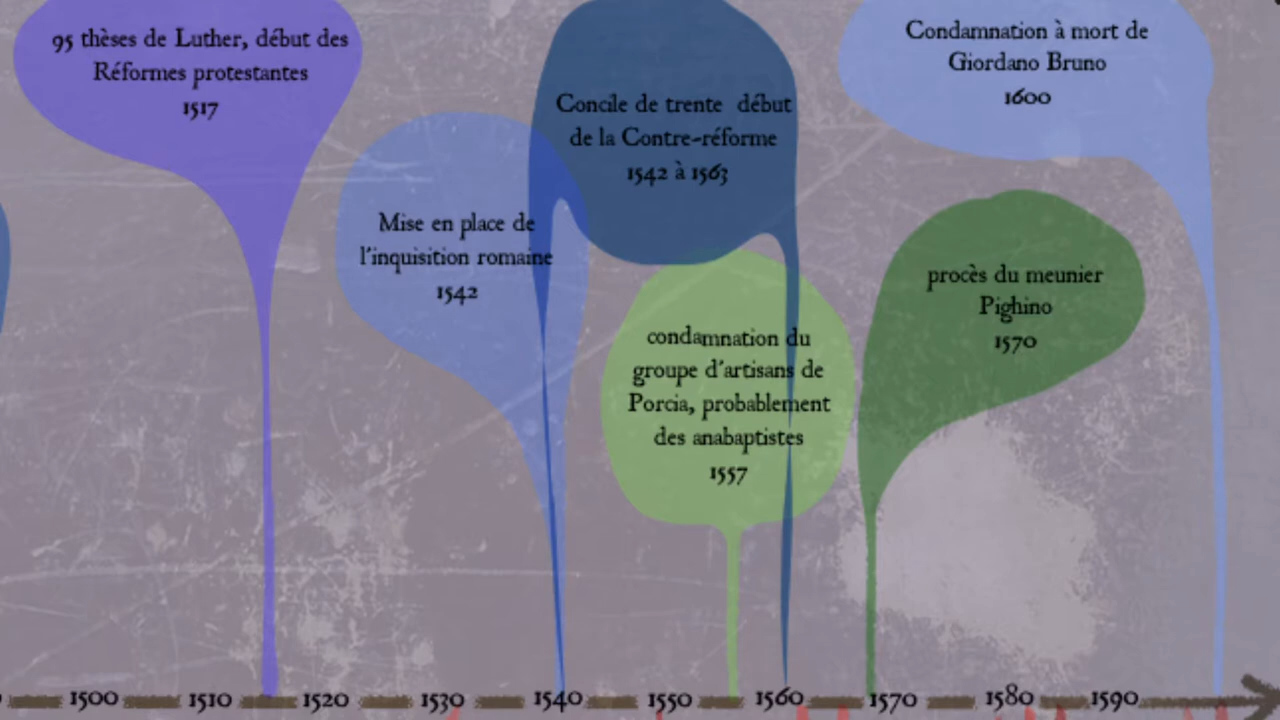 95 thèses de Luther, début des
Réformes protestantes
1517
Mise en place de
l'inquisition romaine
1542
Concile de trente début
de la Contre-réforme
1542 à 1563
condamnation du
groupe d'artisans de
Porcia, probablement
des anabaptistes
1557
Condamnation à mort de
Giordano Bruno
1600
procès du meunier
Pighino
1570
1500 1510 1520 1530 1540 1550 1560 1570 1580 1590